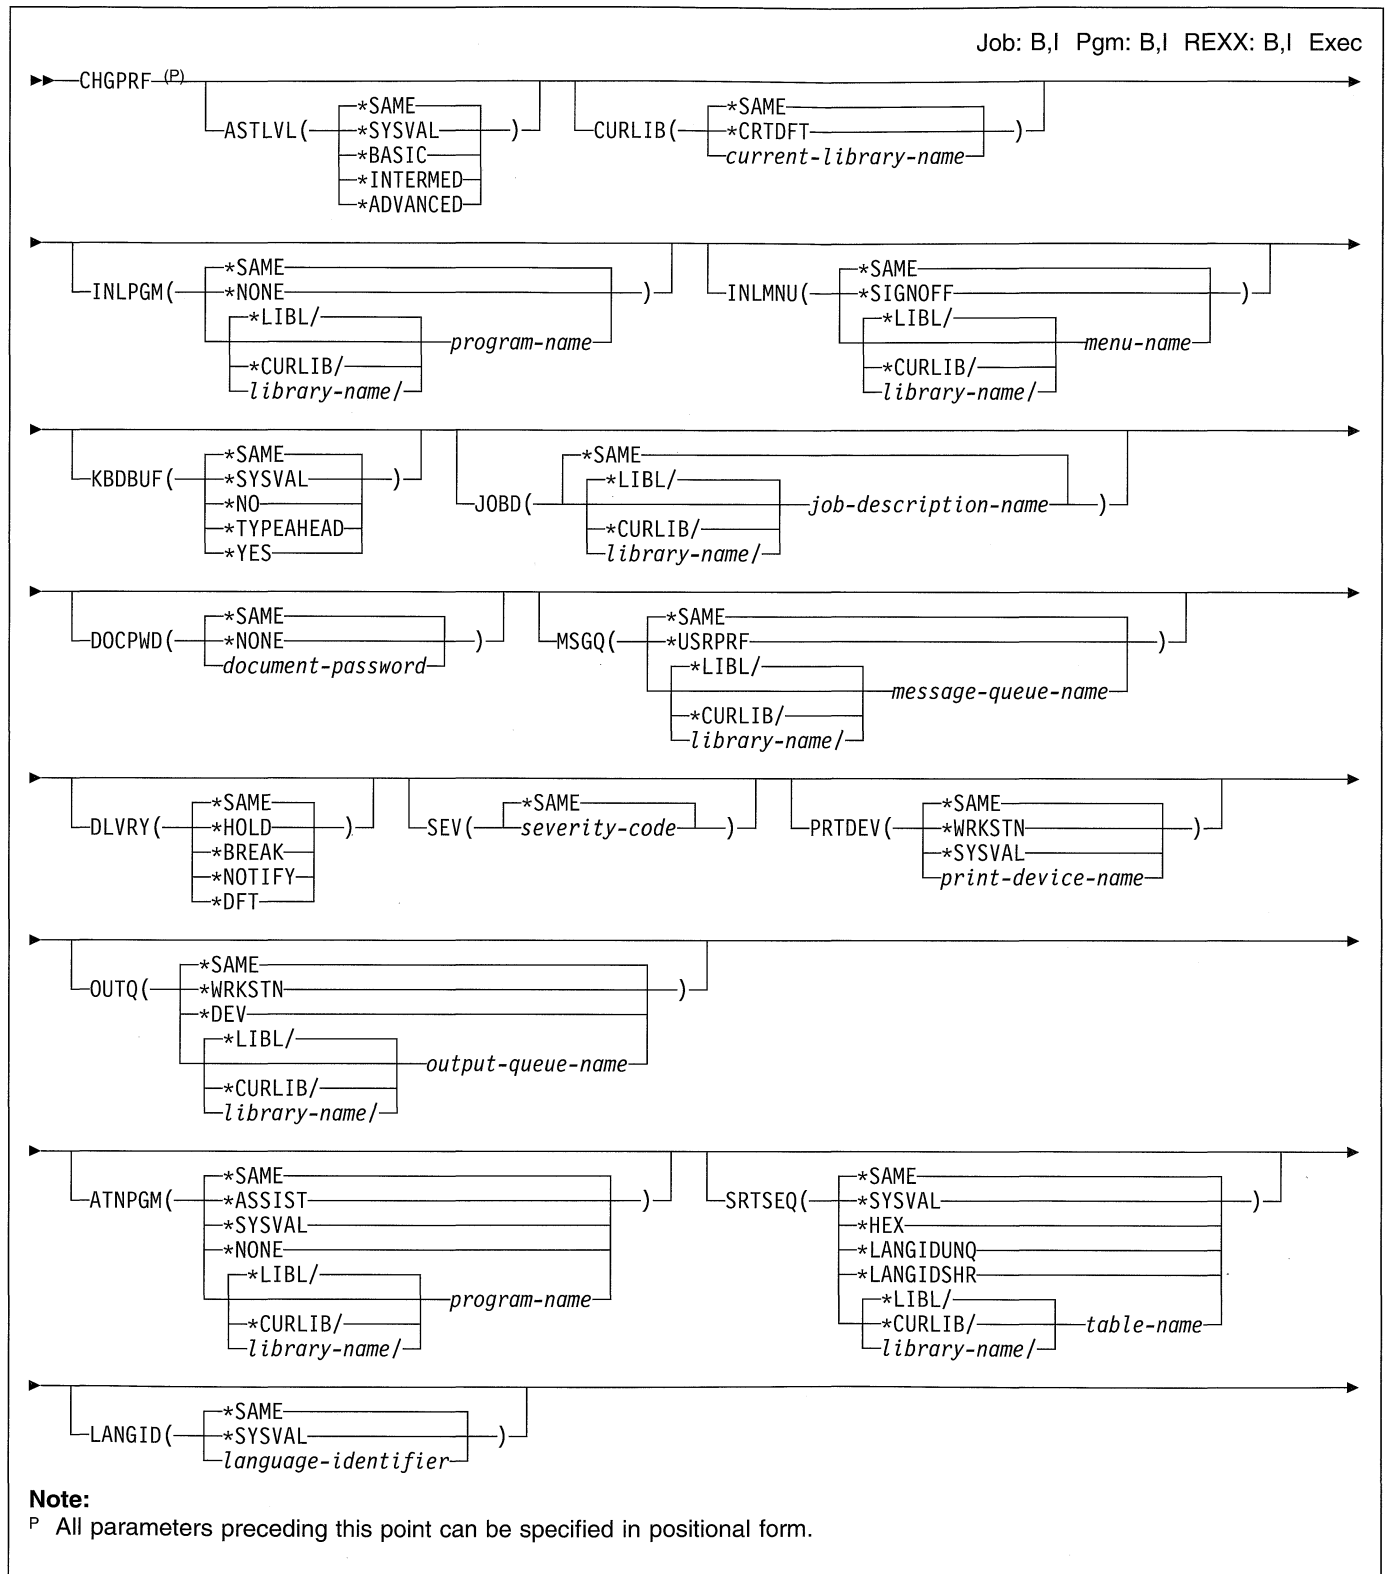 Job: B,I Pgm: B,I REXX: B,I Exec
CHGPRF (P)
ASTLVL( *SAME *SYSVAL *BASIC *INTERMED *ADVANCED )
CURLIB( *SAME *CRTDFT current-library-name )
INLPGM( *SAME *NONE *LIBL/ *CURLIB/ library-name/ program-name )
INLMNU( *SAME *SIGNOFF *LIBL/ *CURLIB/ library-name/ menu-name )
KBDBUF( *SAME *SYSVAL *NO *TYPEAHEAD *YES )
JOBD( *SAME *LIBL/ *CURLIB/ library-name/ job-description-name )
DOCPWD( *SAME *NONE document-password )
MSGQ( *SAME *USRPRF *LIBL/ *CURLIB/ library-name/ message-queue-name )
DLVRY( *SAME *HOLD *BREAK *NOTIFY *DFT )
SEV( *SAME severity-code )
PRTDEV( *SAME *WRKSTN *SYSVAL print-device-name )
OUTQ( *SAME *WRKSTN *DEV *LIBL/ *CURLIB/ library-name/ output-queue-name )
ATNPGM( *SAME *ASSIST *SYSVAL *NONE *LIBL/ *CURLIB/ library-name/ program-name )
SRTSEQ( *SAME *SYSVAL *HEX *LANGIDUNQ *LANGIDSHR *LIBL/ *CURLIB/ library-name/ table-name )
LANGID( *SAME *SYSVAL language-identifier )
Note:
P All parameters preceding this point can be specified in positional form.